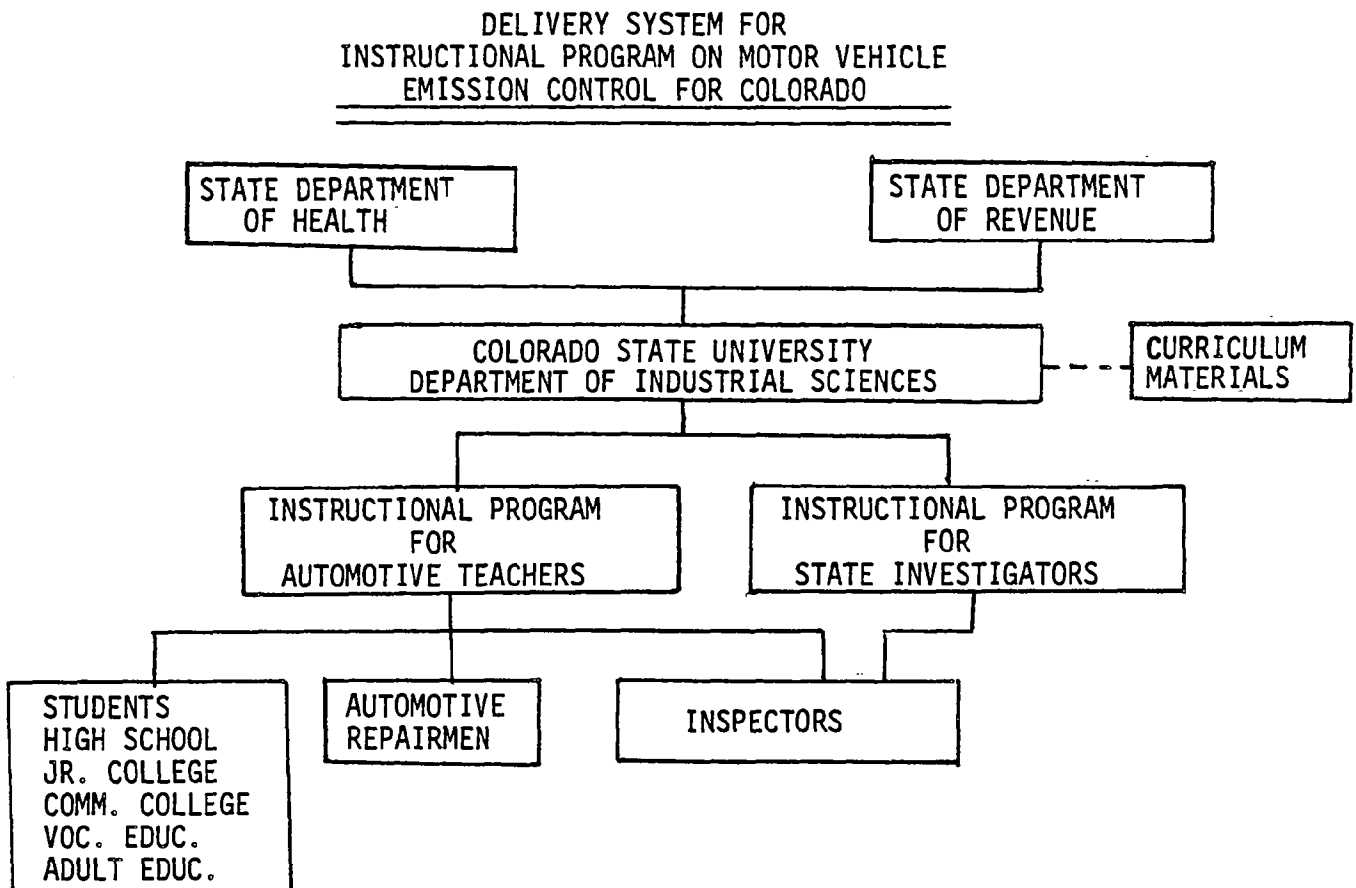 DELIVERY SYSTEM FOR
INSTRUCTIONAL PROGRAM ON MOTOR VEHICLE
EMISSION CONTROL FOR COLORADO
STATE DEPARTMENT
OF HEALTH
STATE DEPARTMENT
OF REVENUE
COLORADO STATE UNIVERSITY
DEPARTMENT OF INDUSTRIAL SCIENCES
CURRICULUM
MATERIALS
INSTRUCTIONAL PROGRAM
FOR
AUTOMOTIVE TEACHERS
INSTRUCTIONAL PROGRAM
FOR
STATE INVESTIGATORS
STUDENTS
HIGH SCHOOL
JR. COLLEGE
COMM. COLLEGE
VOC. EDUC.
ADULT EDUC.
AUTOMOTIVE
REPAIRMEN
INSPECTORS